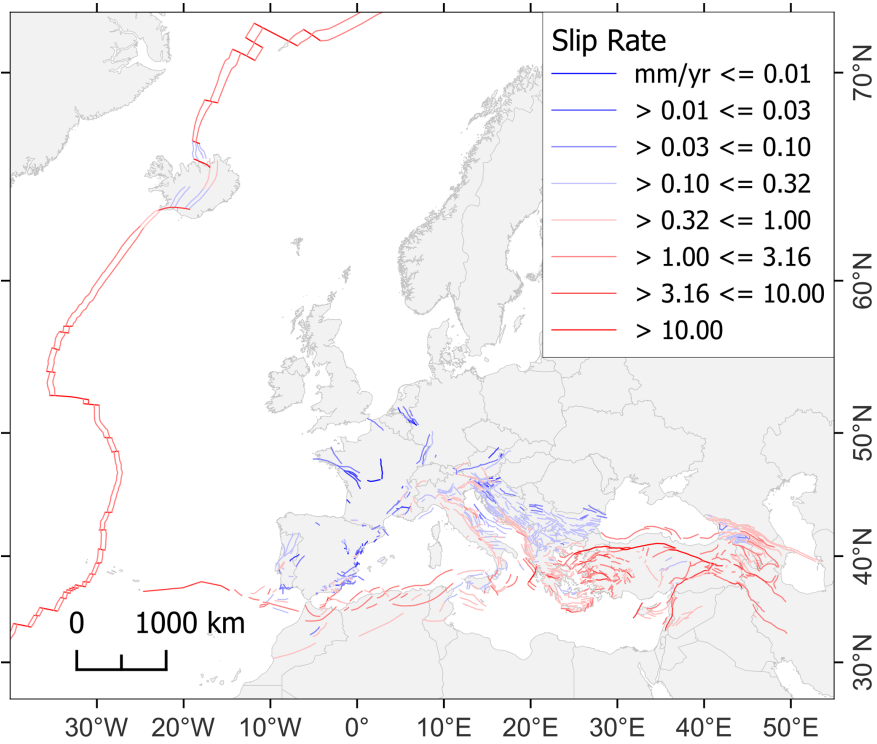 Slip Rate
mm/yr <= 0.01
> 0.01 <= 0.03
> 0.03 <= 0.10
> 0.10 <= 0.32
> 0.32 <= 1.00
> 1.00 <= 3.16
> 3.16 <= 10.00
> 10.00
70°N
60°N
50°N
40°N
30°N
0 1000 km
30°W 20°W 10°W 0° 10°E 20°E 30°E 40°E 50°E